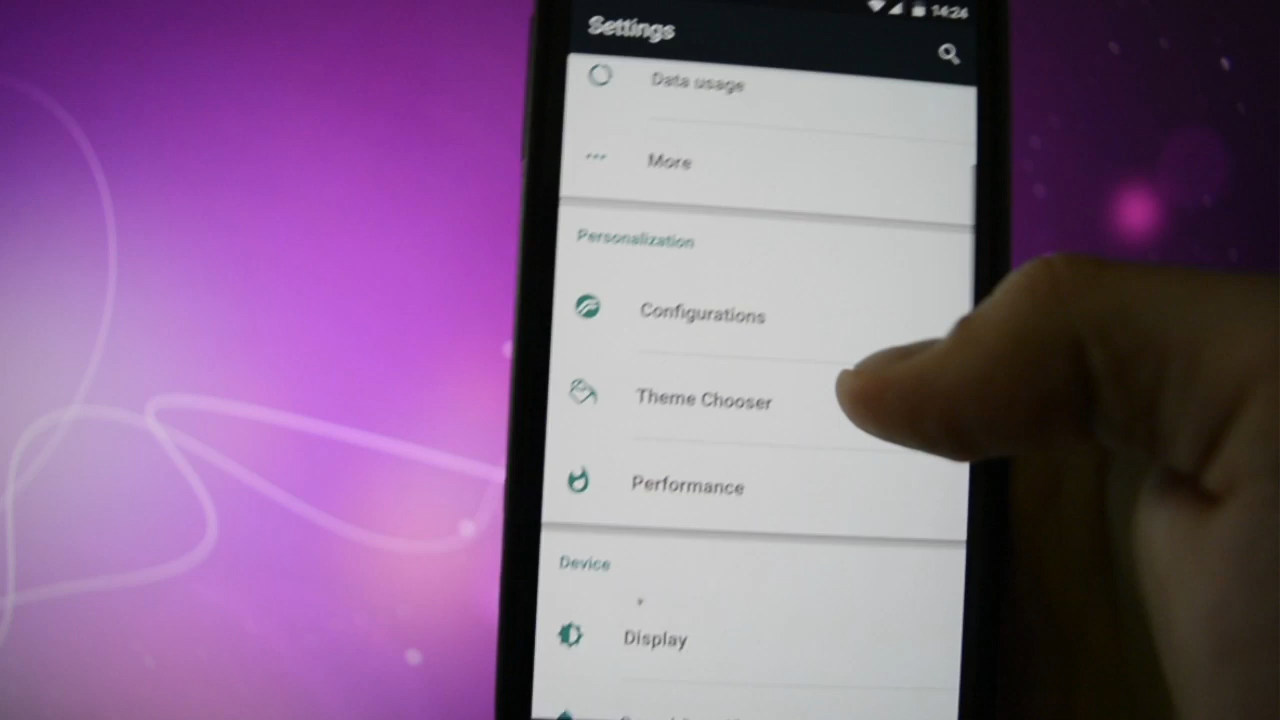 14:24
Settings
Data usage
More
Personalization
Configurations
Theme Chooser
Performance
Device
Display